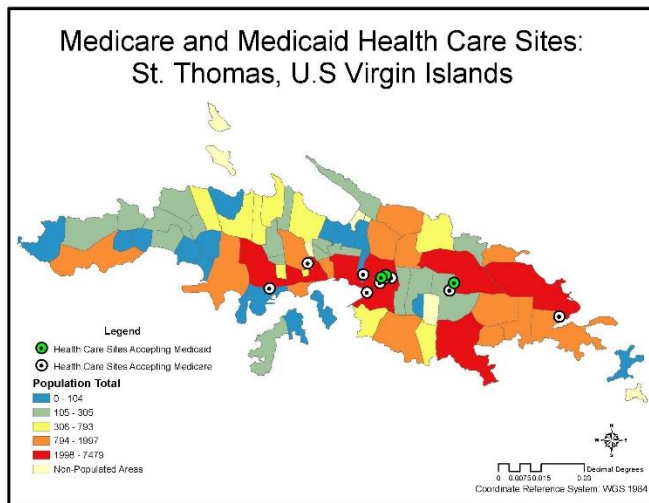 Medicare and Medicaid Health Care Sites:
St. Thomas, U.S Virgin Islands
Legend
Health Care Sites Accepting Medicaid
Health Care Sites Accepting Medicare
Population Total
0 - 104
105 - 305
306 - 793
794 - 1997
1998 - 7479
Non-Populated Areas
N
W
E
S
0 0.0075 0.015 0.03
Decimal Degrees
Coordinate Reference System: WGS 1984